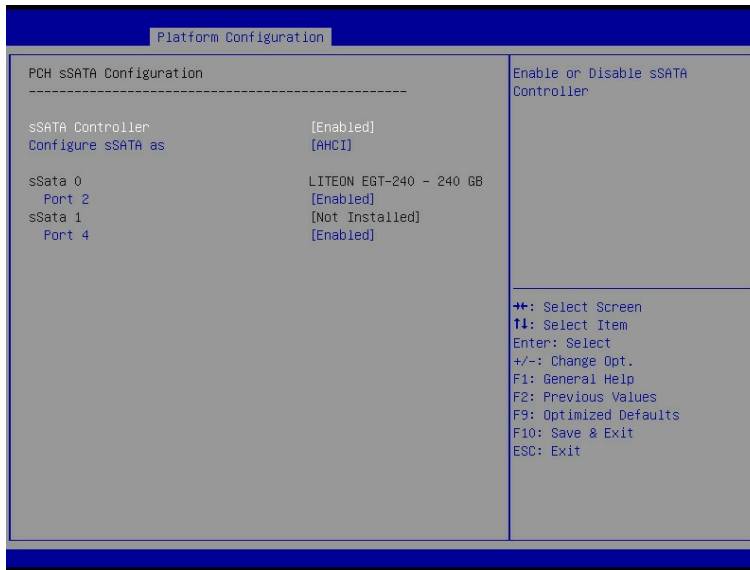 Platform Configuration
PCH sSATA Configuration
--------------------------------------------------
sSATA Controller [Enabled]
Configure sSATA as [AHCI]
sSata 0 LITEON EGT-240 - 240 GB
Port 2 [Enabled]
sSata 1 [Not Installed]
Port 4 [Enabled]
Enable or Disable sSATA
Controller
→←: Select Screen
↑↓: Select Item
Enter: Select
+/-: Change Opt.
F1: General Help
F2: Previous Values
F9: Optimized Defaults
F10: Save & Exit
ESC: Exit